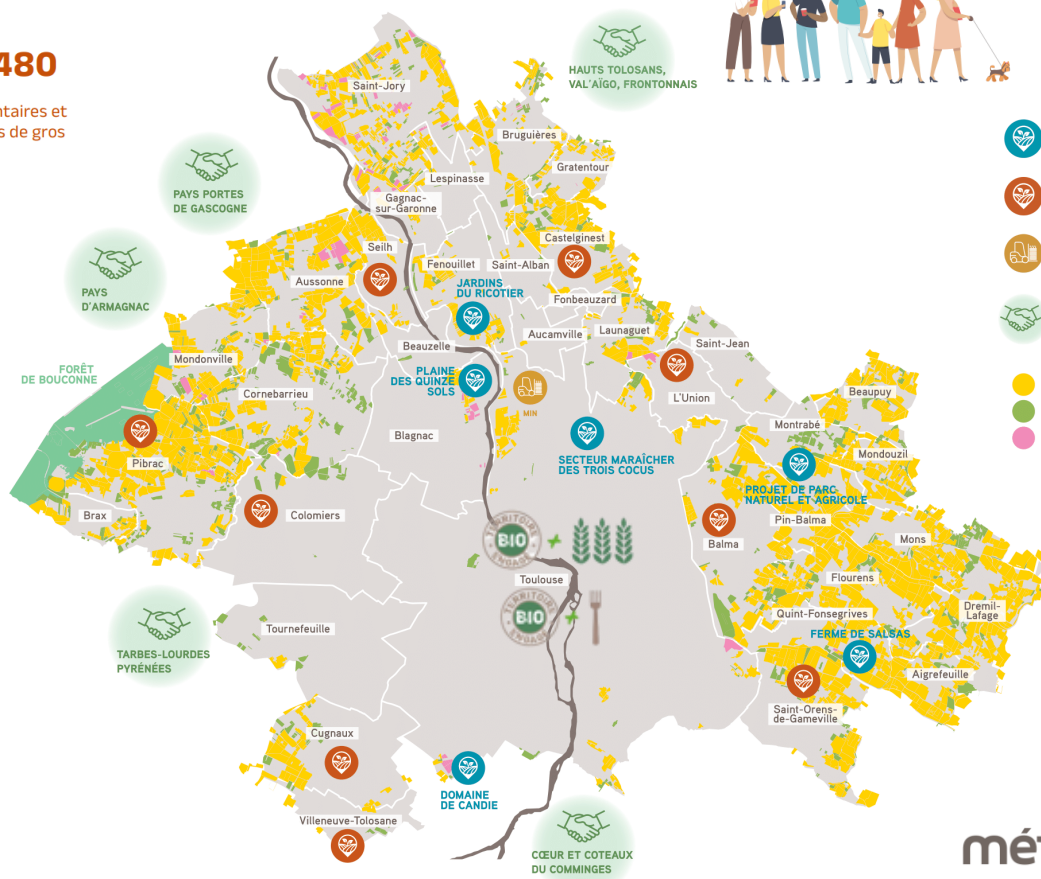 480
taires et
s de gros
HAUTS TOLOSANS,
VAL'AÏGO, FRONTONNAIS
Saint-Jory
Bruguières
Gratentour
Lespinasse
PAYS PORTES
DE GASCOGNE
Gagnac-
sur-Garonne
Castelginest
Seilh
Fenouillet
Saint-Alban
Aussonne
JARDINS
DU RICOTIER
PAYS
D'ARMAGNAC
Fonbeauzard
Aucamville
Launaguet
Saint-Jean
Beauzelle
Mondonville
FORÊT
DE BOUCONNE
PLAINE
DES QUINZE
SOLS
Cornebarrieu
MIN
L'Union
Beaupuy
Montrabé
Blagnac
Mondouzil
Pibrac
SECTEUR MARAÎCHER
DES TROIS COCUS
PROJET DE PARC
NATUREL ET AGRICOLE
Brax
Colomiers
Pin-Balma
Balma
Mons
TERRITOIRE
BIO
ENGAGÉ
Toulouse
Flourens
TERRITOIRE
BIO
ENGAGÉ
Quint-Fonsegrives
Dremil-
Lafage
Tournefeuille
FERME DE SALSAS
TARBES-LOURDES
PYRÉNÉES
Aigrefeuille
Saint-Orens-
de-Gameville
Cugnaux
DOMAINE
DE CANDIE
Villeneuve-Tolosane
CŒUR ET COTEAUX
DU COMMINGES
mét